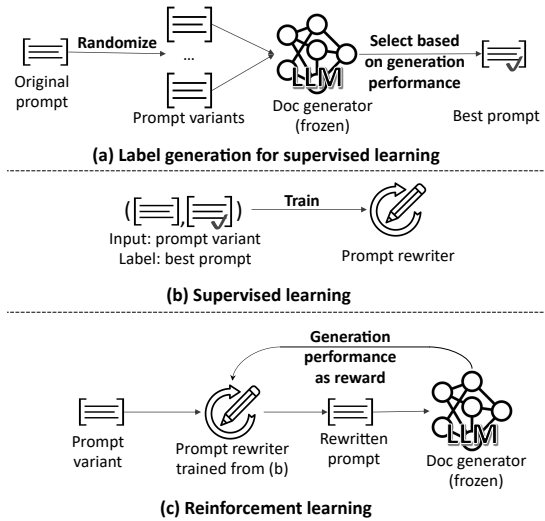 Randomize
...
Original
prompt
Prompt variants
LLM
Doc generator
(frozen)
Select based
on generation
performance
Best prompt
(a) Label generation for supervised learning
( , )
Input: prompt variant
Label: best prompt
Train
Prompt rewriter
(b) Supervised learning
Generation
performance
as reward
Prompt
variant
Prompt rewriter
trained from (b)
Rewritten
prompt
LLM
Doc generator
(frozen)
(c) Reinforcement learning